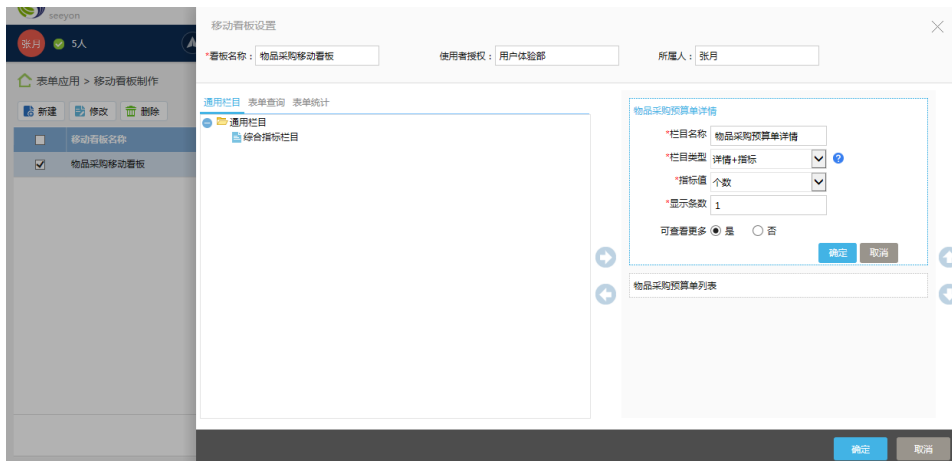 seeyon
张月 5人
表单应用 > 移动看板制作
新建 修改 删除
移动看板名称
物品采购移动看板
移动看板设置
*看板名称： 物品采购移动看板 使用者授权： 用户体验部 所属人： 张月
通用栏目 表单查询 表单统计
通用栏目
综合指标栏目
物品采购预算单详情
*栏目名称 物品采购预算单详情
*栏目类型 详情+指标 ?
*指标值 个数
*显示条数 1
可查看更多 是 否
确定 取消
物品采购预算单列表
确定 取消